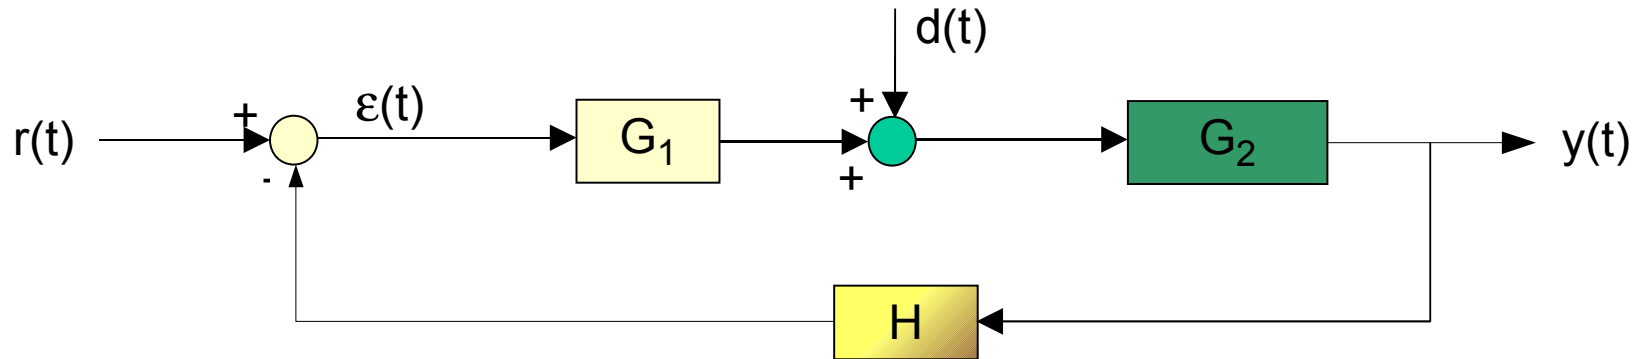 d(t)
r(t) + ε(t) G₁ + G₂ y(t)
- +
H